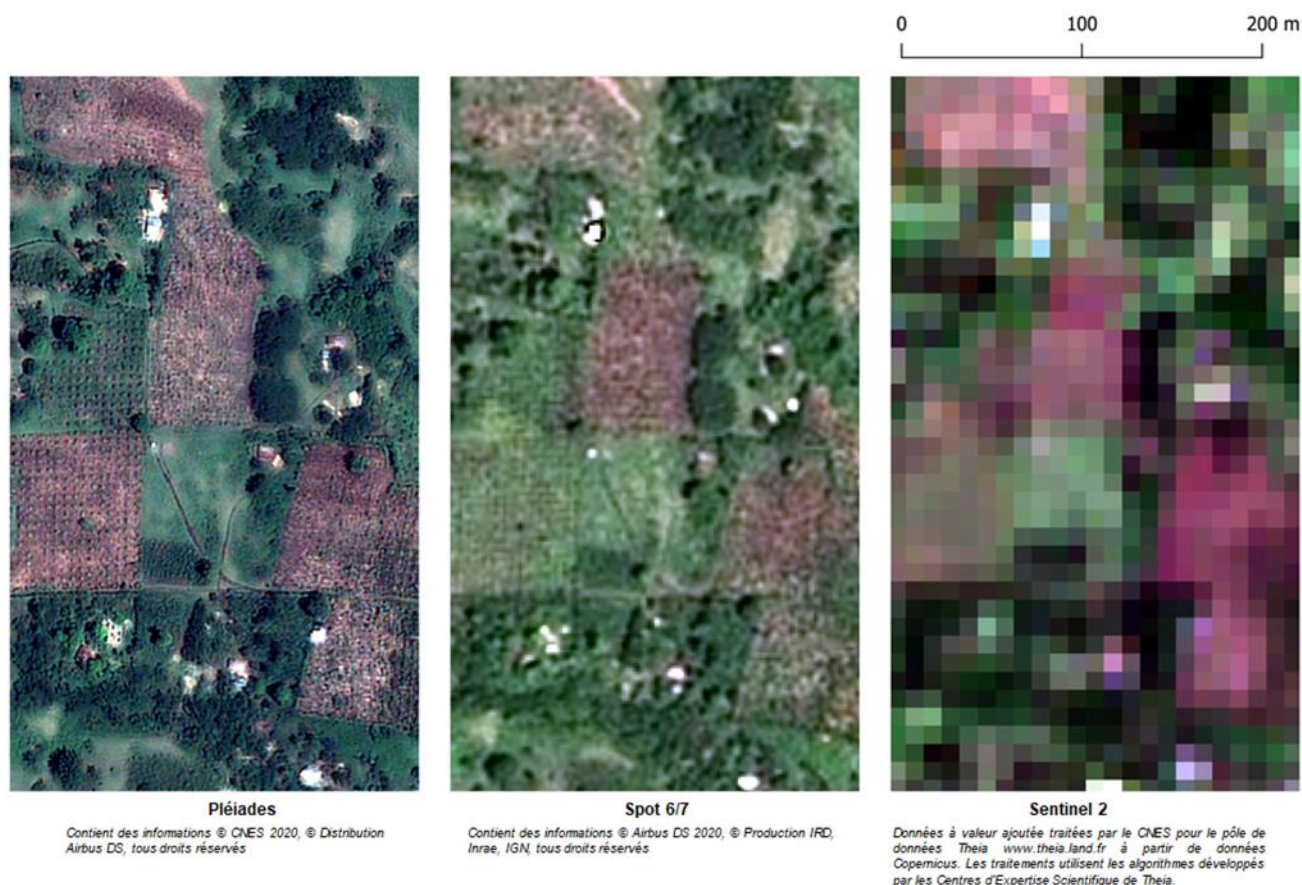 0 100 200 m
Pléiades
Contient des informations © CNES 2020, © Distribution
Airbus DS, tous droits réservés
Spot 6/7
Contient des informations © Airbus DS 2020, © Production IRD,
Inrae, IGN, tous droits réservés
Sentinel 2
Données à valeur ajoutée traitées par le CNES pour le pôle de
données Theia www.theia.land.fr à partir de données
Copernicus. Les traitements utilisent les algorithmes développés
par les Centres d'Expertise Scientifique de Theia.